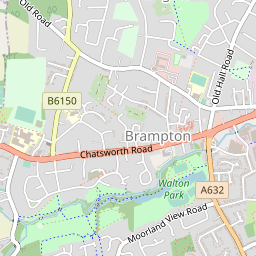 Old Road
Old Hall Road
B6150
Brampton
Chatsworth Road
Walton
Park
A632
Moorland View Road